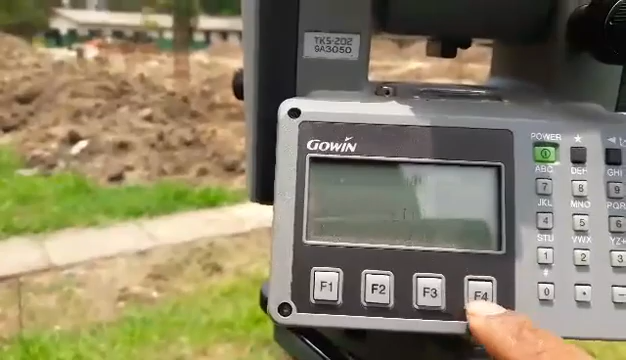 TKS-202
9A3050
GOWIN
POWER ★
ABC DEF GHI
7 8 9
JKL MNO PQR
4 5 6
STU VWX YZ
1 2 3
0 . -
F1 F2 F3 F4